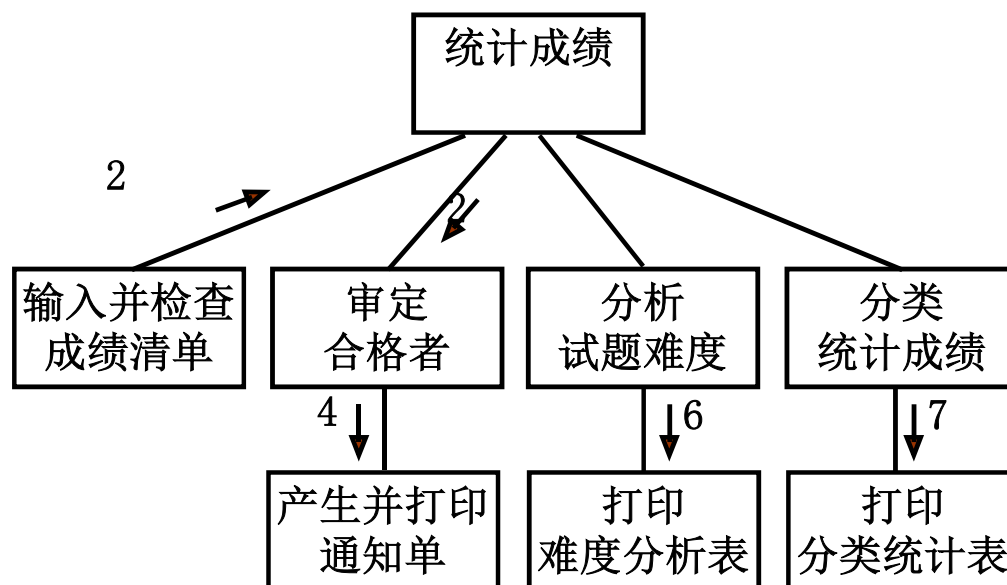 统计成绩
2
2
输入并检查
成绩清单
审定
合格者
分析
试题难度
分类
统计成绩
4
6
7
产生并打印
通知单
打印
难度分析表
打印
分类统计表